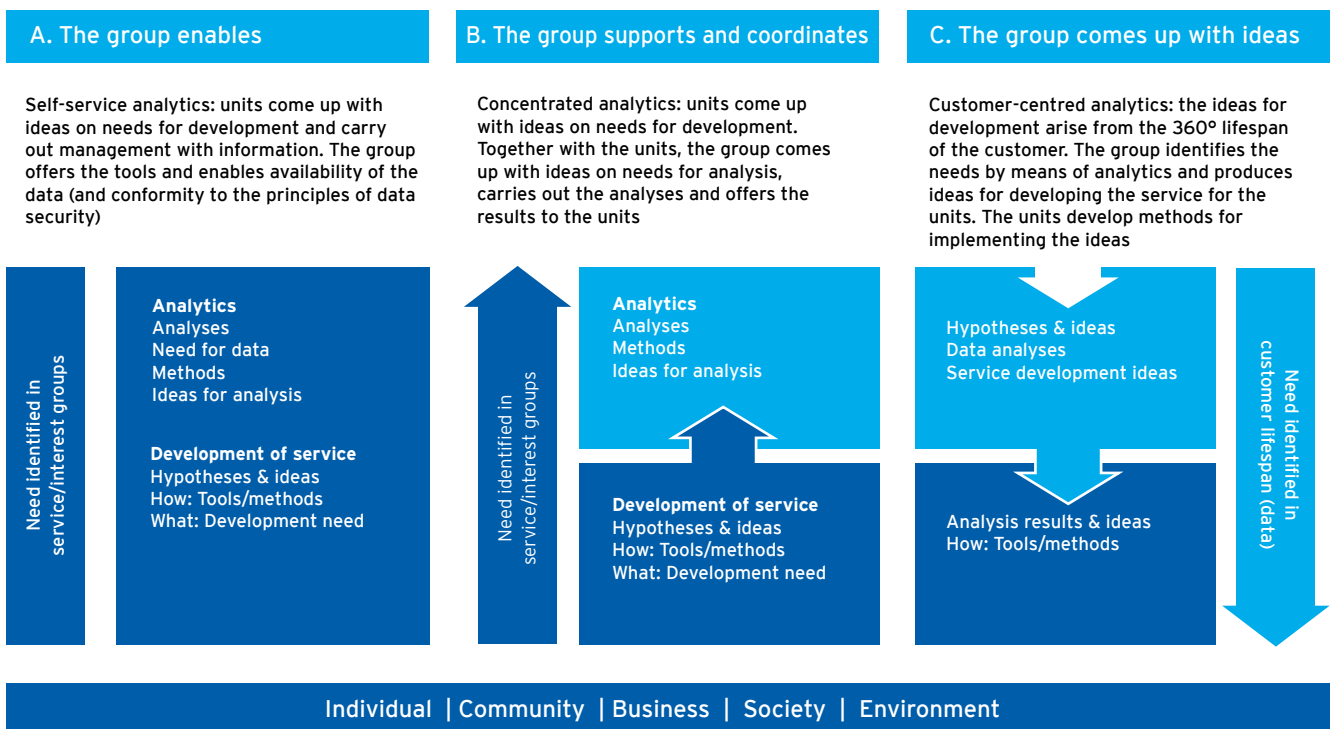 A. The group enables
Self-service analytics: units come up with
ideas on needs for development and carry
out management with information. The group
offers the tools and enables availability of the
data (and conformity to the principles of data
security)
Need identified in
service/interest groups
Analytics
Analyses
Need for data
Methods
Ideas for analysis
Development of service
Hypotheses & ideas
How: Tools/methods
What: Development need
B. The group supports and coordinates
Concentrated analytics: units come up
with ideas on needs for development.
Together with the units, the group comes
up with ideas on needs for analysis,
carries out the analyses and offers the
results to the units
Need identified in
service/interest groups
Analytics
Analyses
Methods
Ideas for analysis
Development of service
Hypotheses & ideas
How: Tools/methods
What: Development need
C. The group comes up with ideas
Customer-centred analytics: the ideas for
development arise from the 360° lifespan
of the customer. The group identifies the
needs by means of analytics and produces
ideas for developing the service for the
units. The units develop methods for
implementing the ideas
Hypotheses & ideas
Data analyses
Service development ideas
Analysis results & ideas
How: Tools/methods
Need identified in
customer lifespan (data)
Individual | Community | Business | Society | Environment